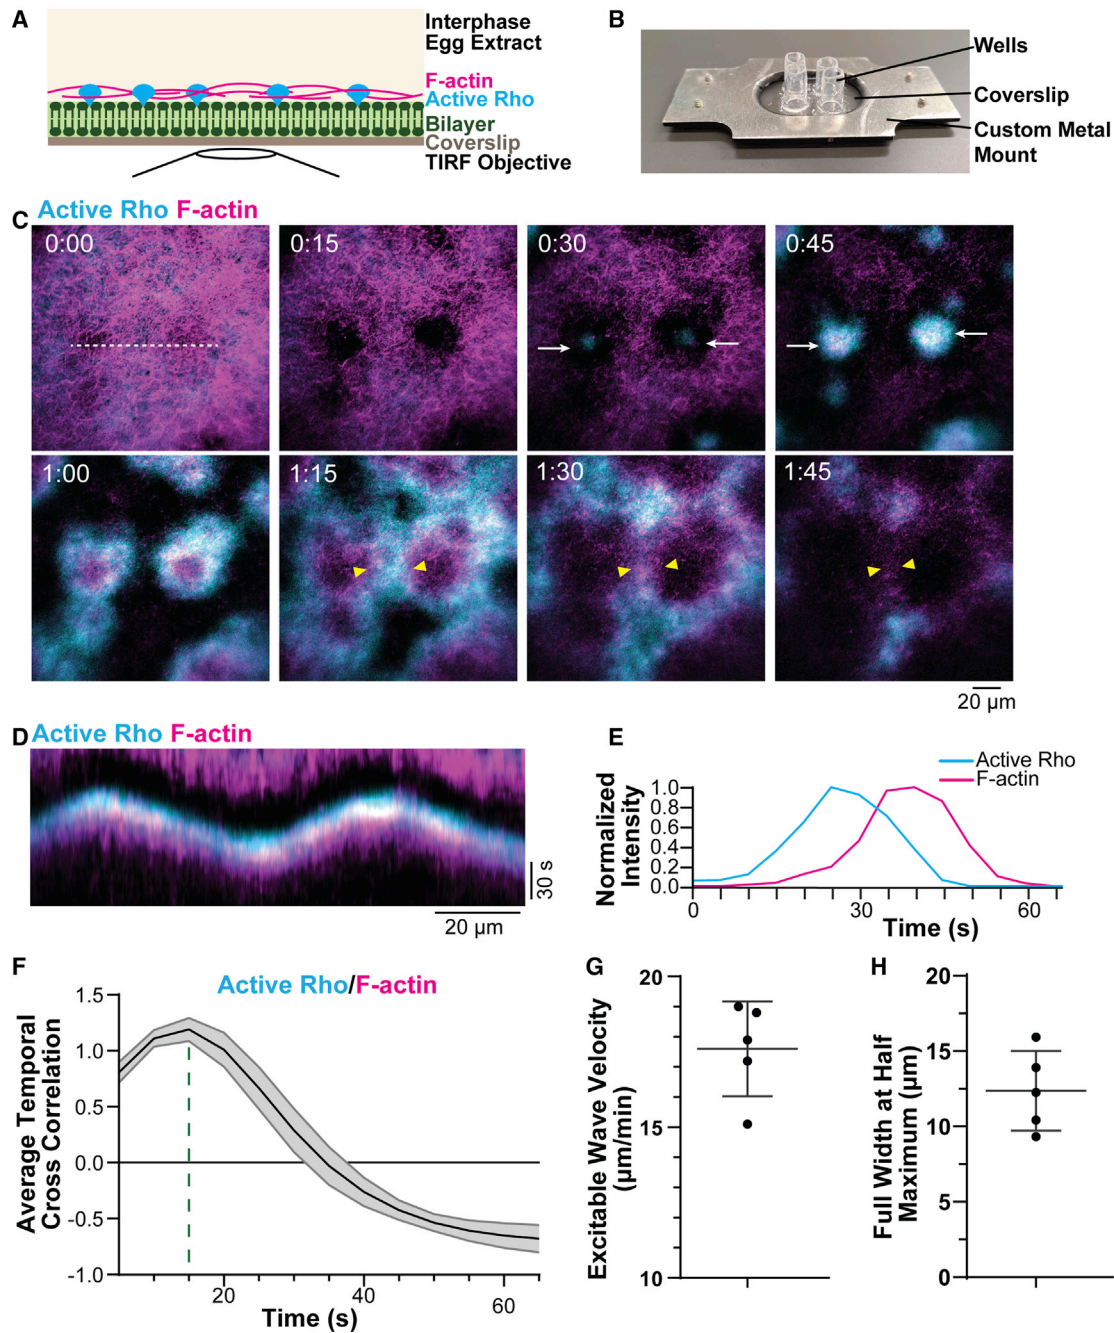 A
Interphase
Egg Extract
F-actin
Active Rho
Bilayer
Coverslip
TIRF Objective
B
Wells
Coverslip
Custom Metal
Mount
C
Active Rho F-actin
0:00
0:15
0:30
0:45
1:00
1:15
1:30
1:45
20 µm
D
Active Rho F-actin
30 s
20 µm
E
Active Rho
F-actin
Normalized
Intensity
1.0
0.8
0.6
0.4
0.2
0.0
0
30
60
Time (s)
F
Active Rho/F-actin
Average Temporal
Cross Correlation
1.5
1.0
0.5
0.0
-0.5
-1.0
20
40
60
Time (s)
G
Excitable Wave Velocity
(µm/min)
20
15
10
H
Full Width at Half
Maximum (µm)
20
15
10
5
0